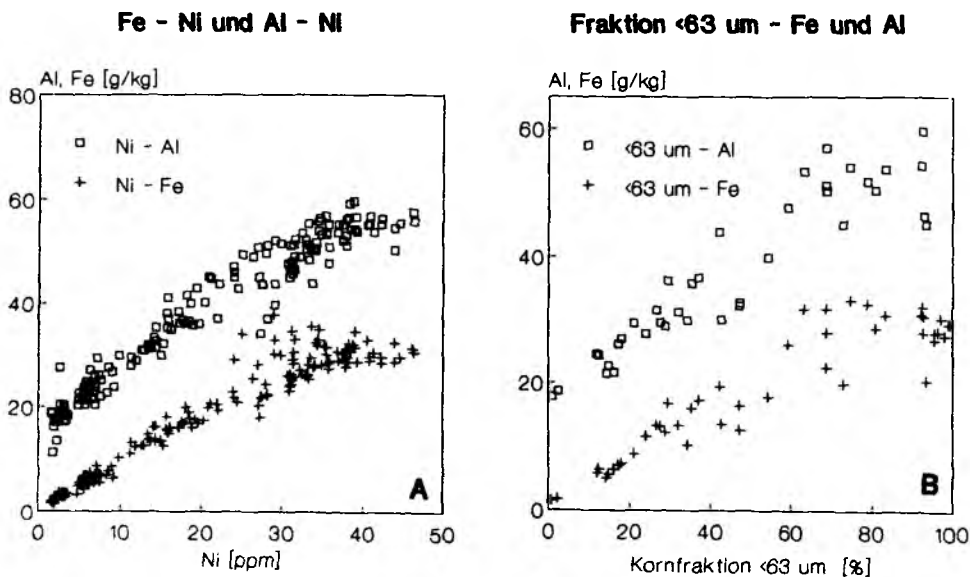 Fe - Ni und Al - Ni
Al, Fe [g/kg]
80
60
40
20
0
Ni - Al
Ni - Fe
A
0 10 20 30 40 50
Ni [ppm]
Fraktion <63 um - Fe und Al
Al, Fe [g/kg]
60
40
20
0
<63 um - Al
<63 um - Fe
B
0 20 40 60 80 100
Kornfraktion <63 um [%]